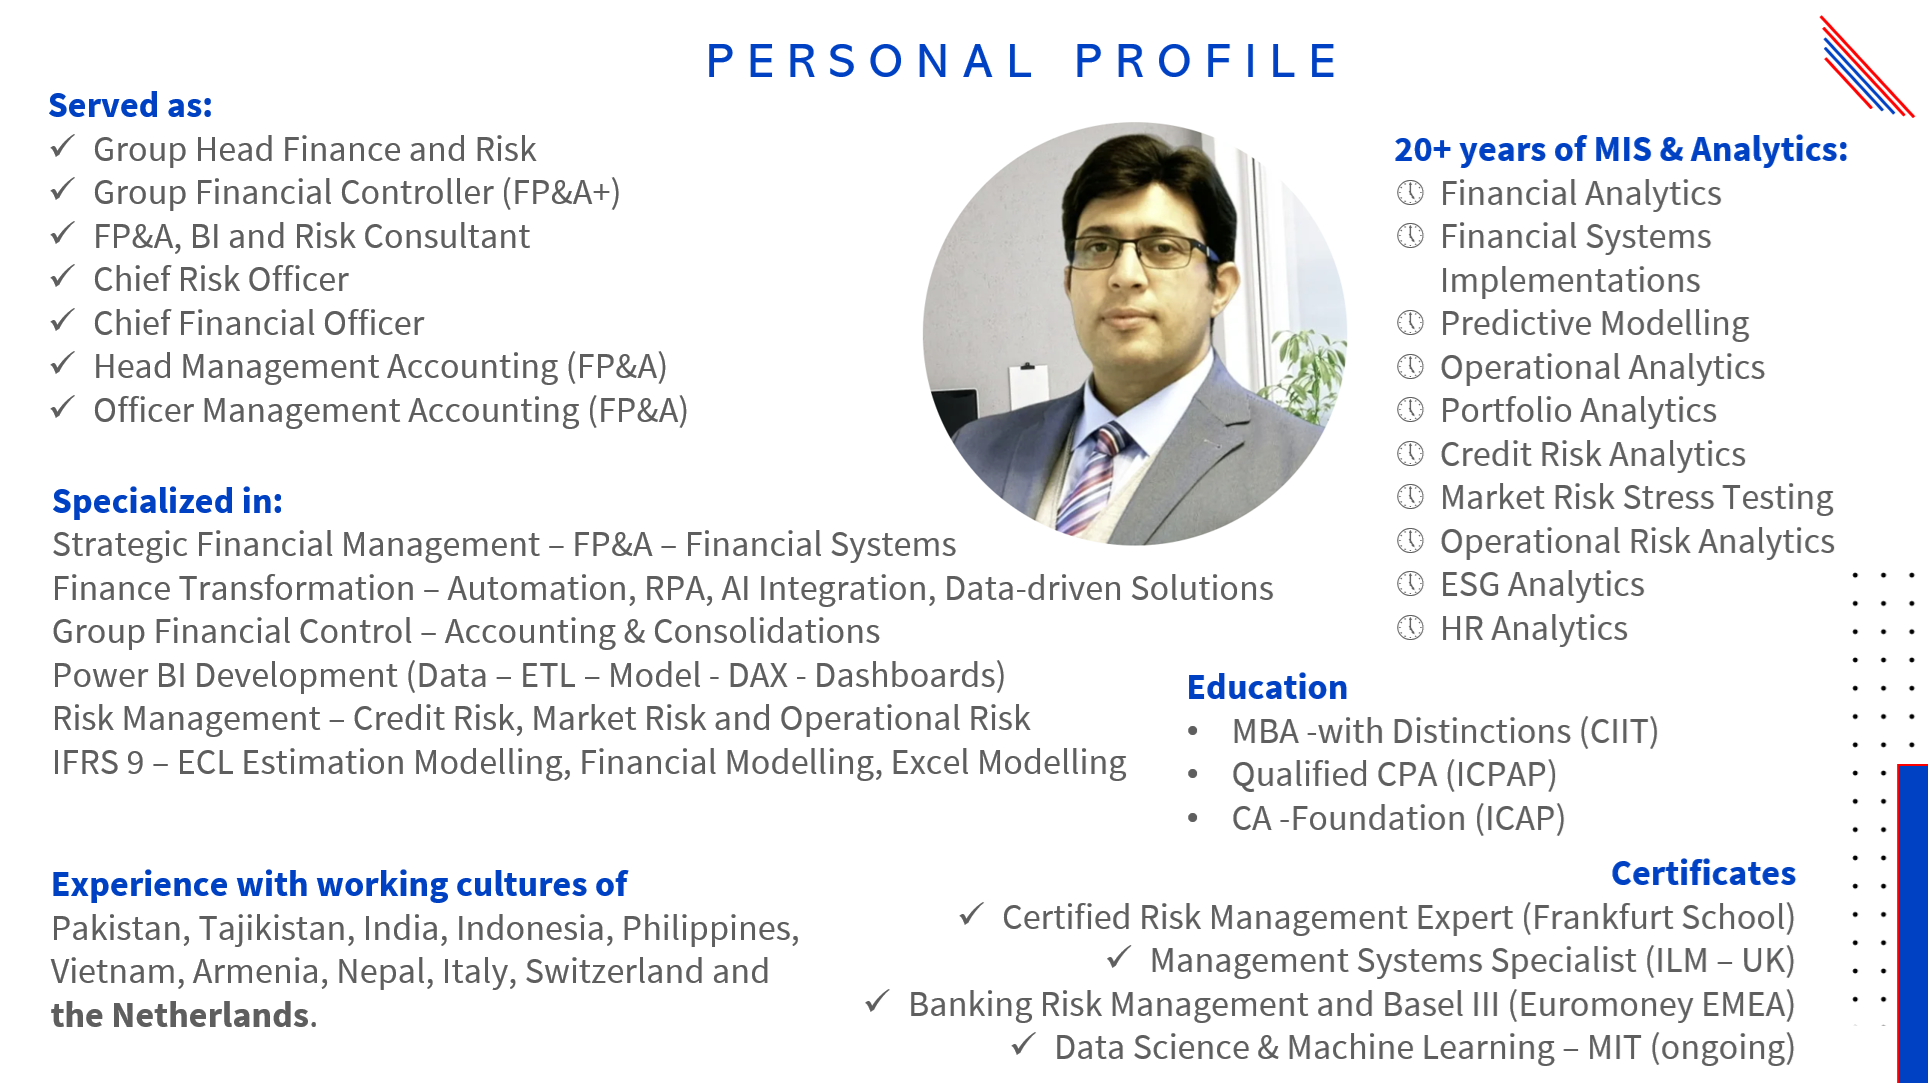 PERSONAL PROFILE
Served as:
✓ Group Head Finance and Risk
✓ Group Financial Controller (FP&A+)
✓ FP&A, BI and Risk Consultant
✓ Chief Risk Officer
✓ Chief Financial Officer
✓ Head Management Accounting (FP&A)
✓ Officer Management Accounting (FP&A)
Specialized in:
Strategic Financial Management – FP&A – Financial Systems
Finance Transformation – Automation, RPA, AI Integration, Data-driven Solutions
Group Financial Control – Accounting & Consolidations
Power BI Development (Data – ETL – Model - DAX - Dashboards)
Risk Management – Credit Risk, Market Risk and Operational Risk
IFRS 9 – ECL Estimation Modelling, Financial Modelling, Excel Modelling
Experience with working cultures of
Pakistan, Tajikistan, India, Indonesia, Philippines,
Vietnam, Armenia, Nepal, Italy, Switzerland and
the Netherlands.
20+ years of MIS & Analytics:
Financial Analytics
Financial Systems
Implementations
Predictive Modelling
Operational Analytics
Portfolio Analytics
Credit Risk Analytics
Market Risk Stress Testing
Operational Risk Analytics
ESG Analytics
HR Analytics
Education
• MBA -with Distinctions (CIIT)
• Qualified CPA (ICPAP)
• CA -Foundation (ICAP)
Certificates
✓ Certified Risk Management Expert (Frankfurt School)
✓ Management Systems Specialist (ILM – UK)
✓ Banking Risk Management and Basel III (Euromoney EMEA)
✓ Data Science & Machine Learning – MIT (ongoing)